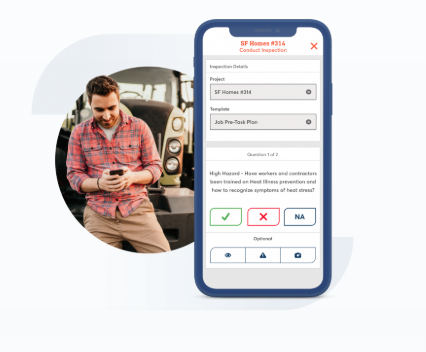 SF Homes #314
Conduct Inspection
Inspection Details
Project
SF Homes #314
Template
Job Pre-Task Plan
Question 1 of 2
High Hazard - Have workers and contractors
been trained on Heat Illness prevention and
how to recognize symptoms of heat stress?
NA
Optional